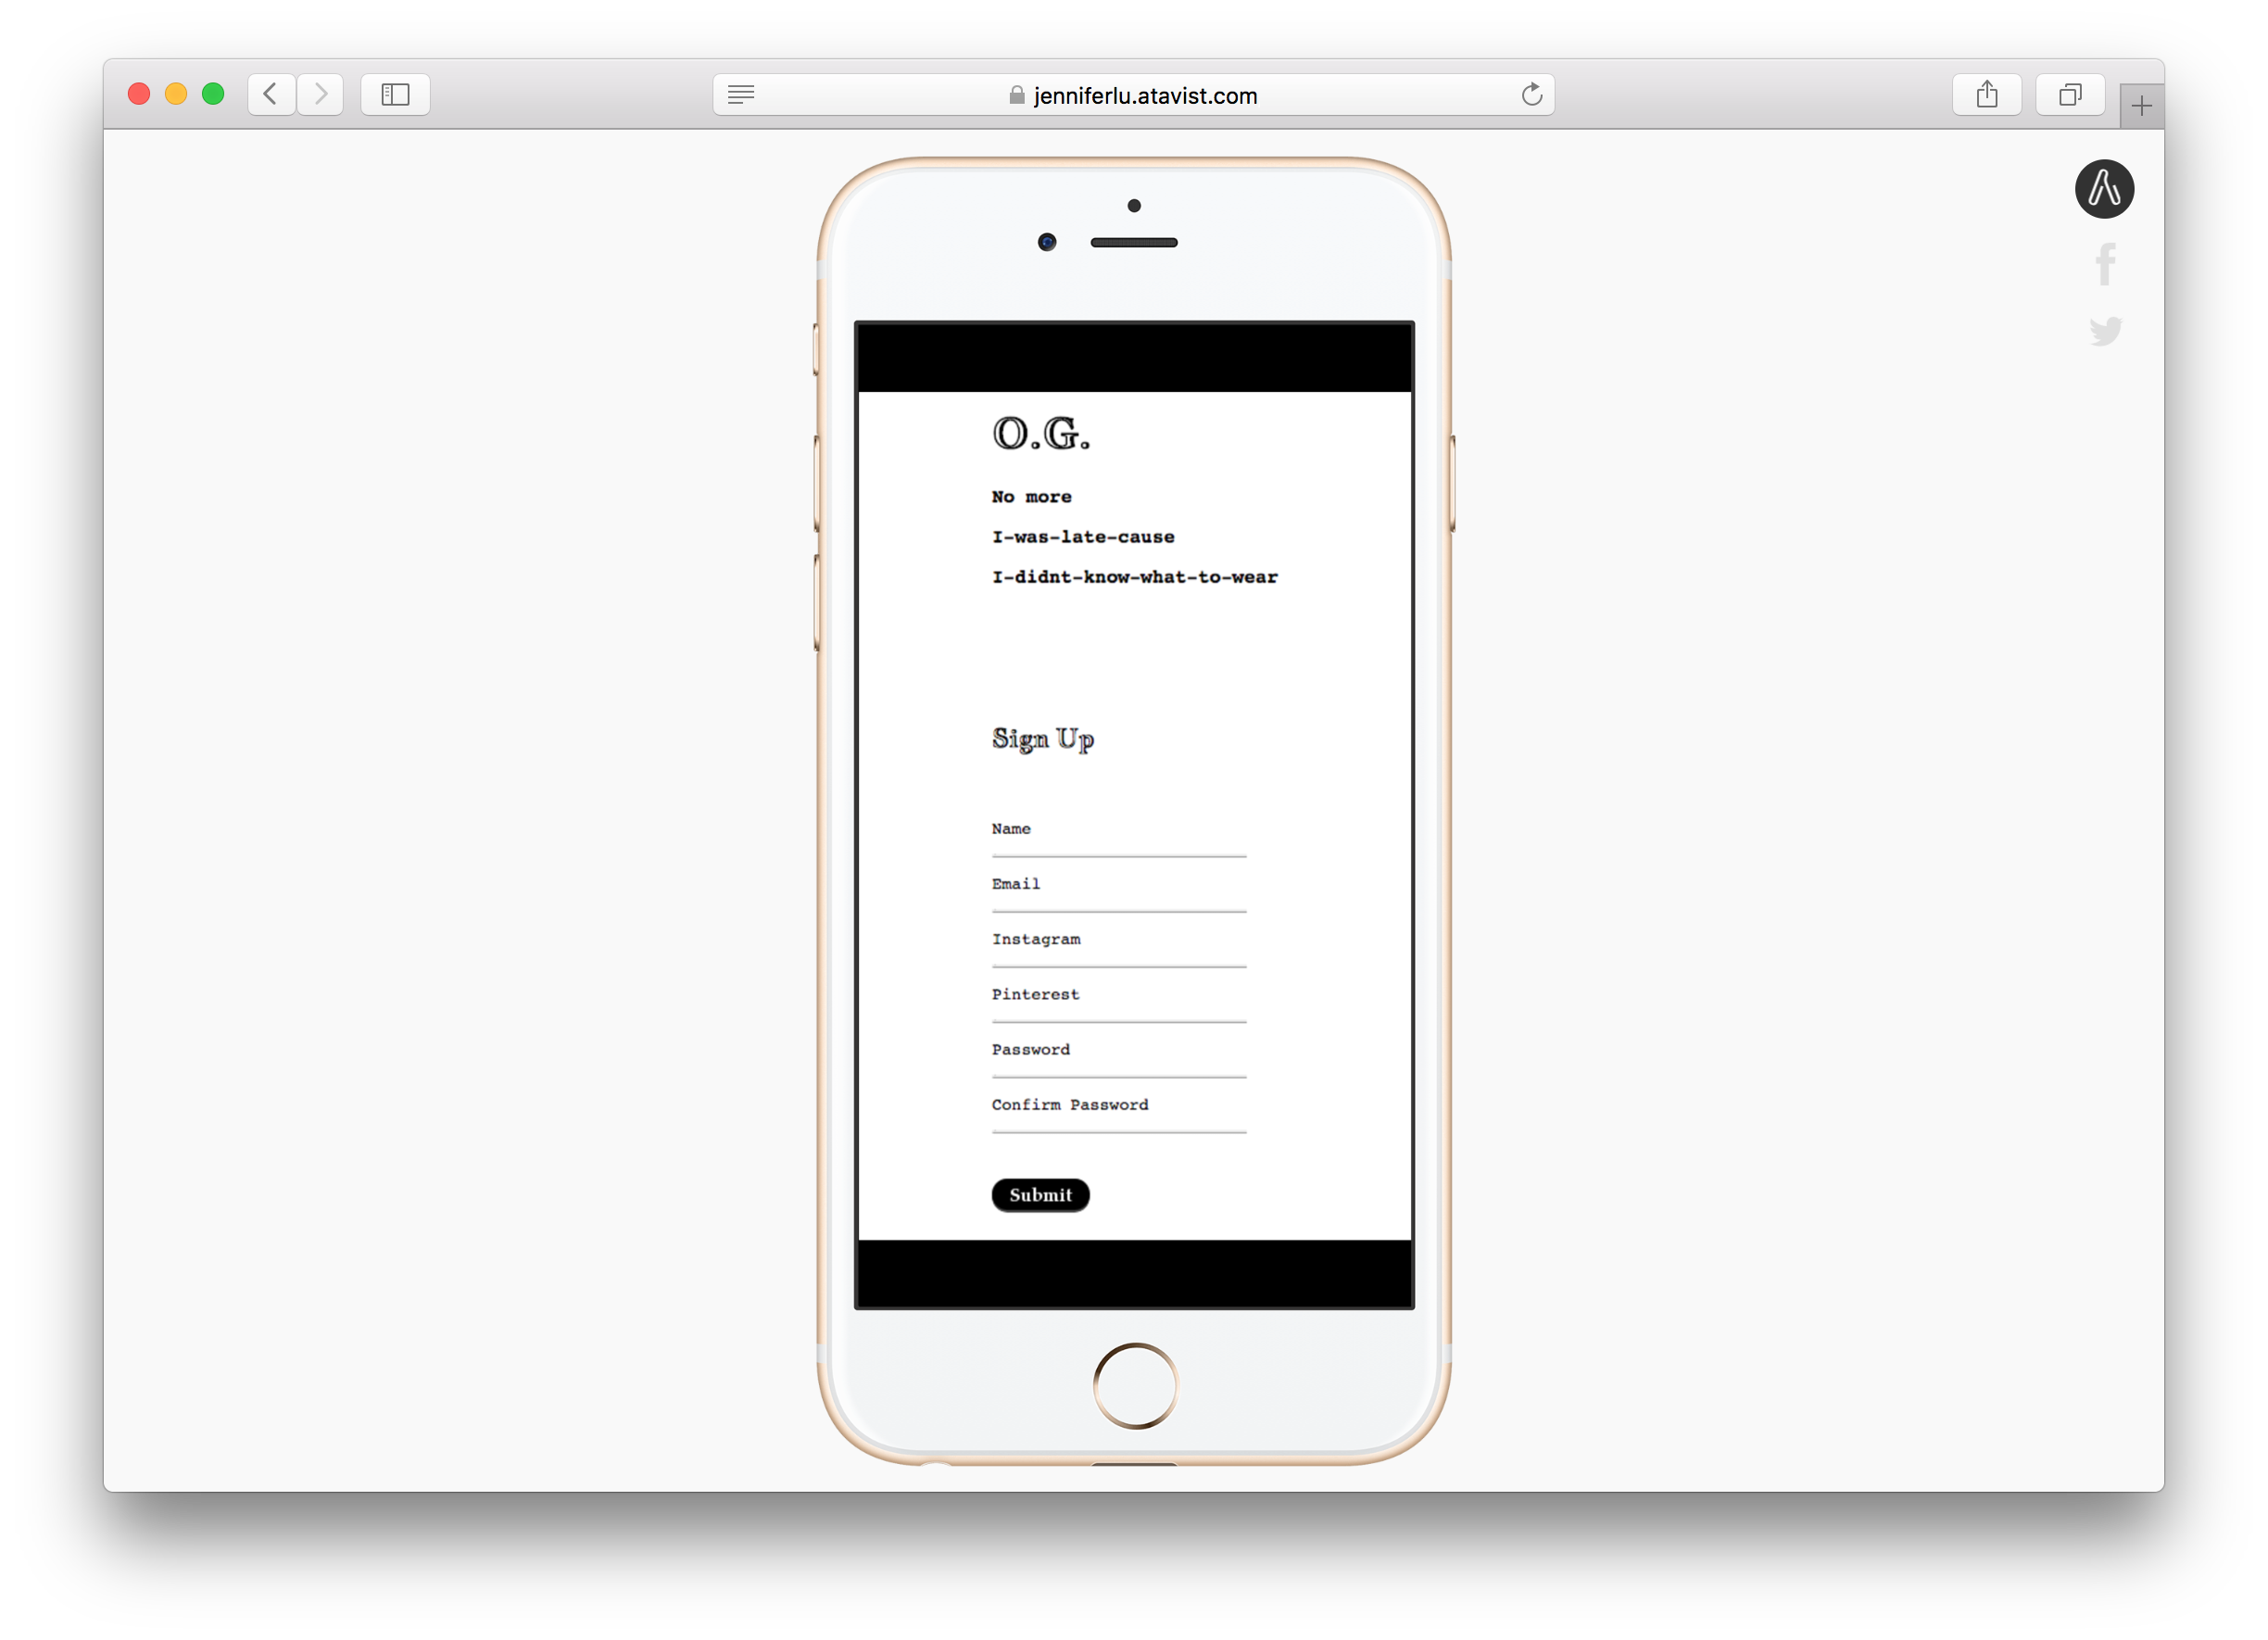 jenniferlu.atavist.com
O.G.
No more
I-was-late-cause
I-didnt-know-what-to-wear
Sign Up
Name
Email
Instagram
Pinterest
Password
Confirm Password
Submit